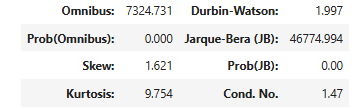 Omnibus: 7324.731 Durbin-Watson: 1.997
Prob(Omnibus): 0.000 Jarque-Bera (JB): 46774.994
Skew: 1.621 Prob(JB): 0.00
Kurtosis: 9.754 Cond. No. 1.47